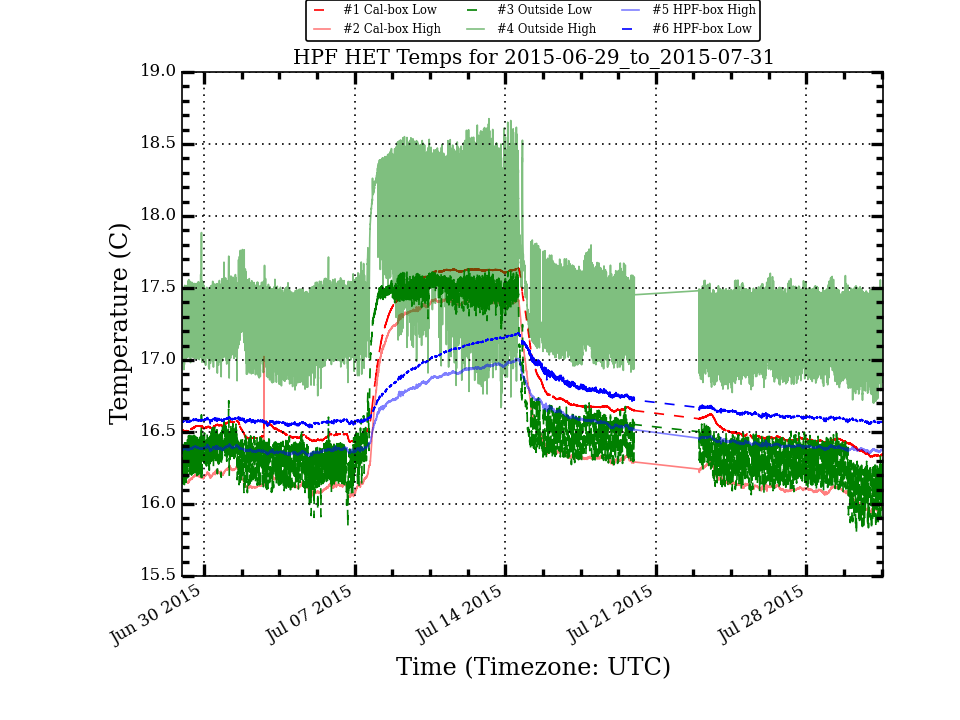 #1 Cal-box Low #3 Outside Low #5 HPF-box High
#2 Cal-box High #4 Outside High #6 HPF-box Low
HPF HET Temps for 2015-06-29_to_2015-07-31
19.0
18.5
18.0
17.5
17.0
16.5
16.0
15.5
Temperature (C)
Jun 30 2015 Jul 07 2015 Jul 14 2015 Jul 21 2015 Jul 28 2015
Time (Timezone: UTC)